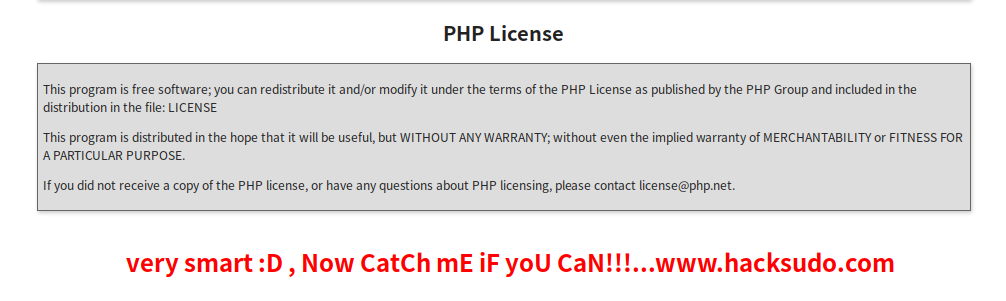 PHP License
This program is free software; you can redistribute it and/or modify it under the terms of the PHP License as published by the PHP Group and included in the
distribution in the file: LICENSE
This program is distributed in the hope that it will be useful, but WITHOUT ANY WARRANTY; without even the implied warranty of MERCHANTABILITY or FITNESS FOR
A PARTICULAR PURPOSE.
If you did not receive a copy of the PHP license, or have any questions about PHP licensing, please contact license@php.net.
very smart :D , Now CatCh mE iF yoU CaN!!!...www.hacksudo.com